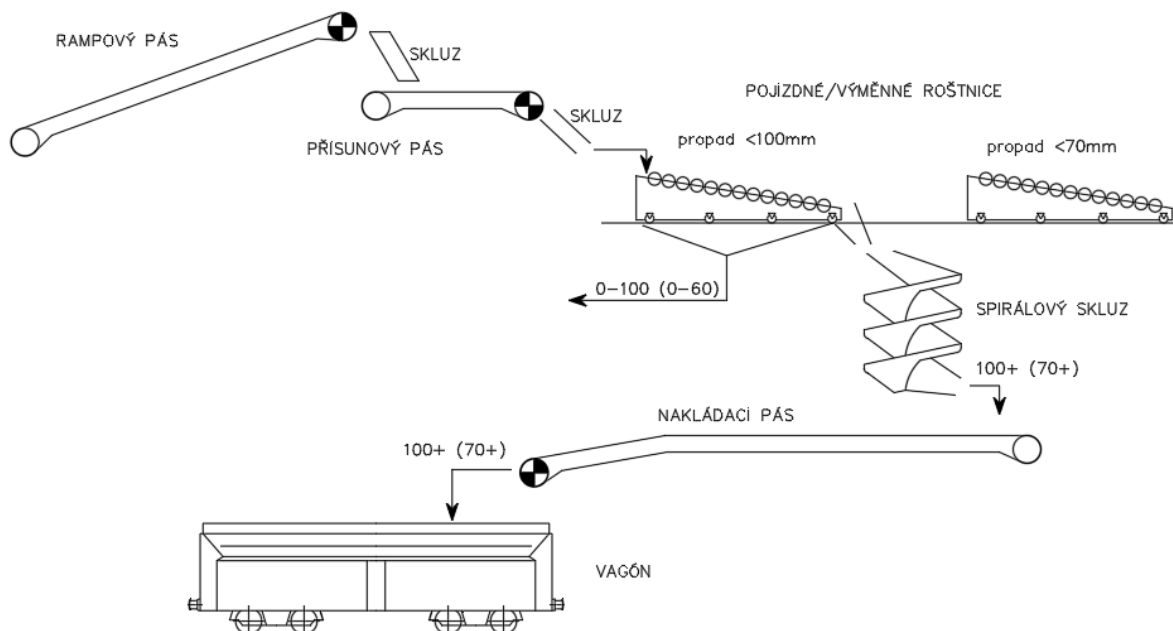 RAMPOVÝ PÁS
SKLUZ
PŘÍSUNOVÝ PÁS
SKLUZ
POJÍZDNÉ/VÝMĚNNÉ ROŠTNICE
propad <100mm
propad <70mm
0-100 (0-60)
SPIRÁLOVÝ SKLUZ
100+ (70+)
NAKLÁDACÍ PÁS
100+ (70+)
VAGÓN